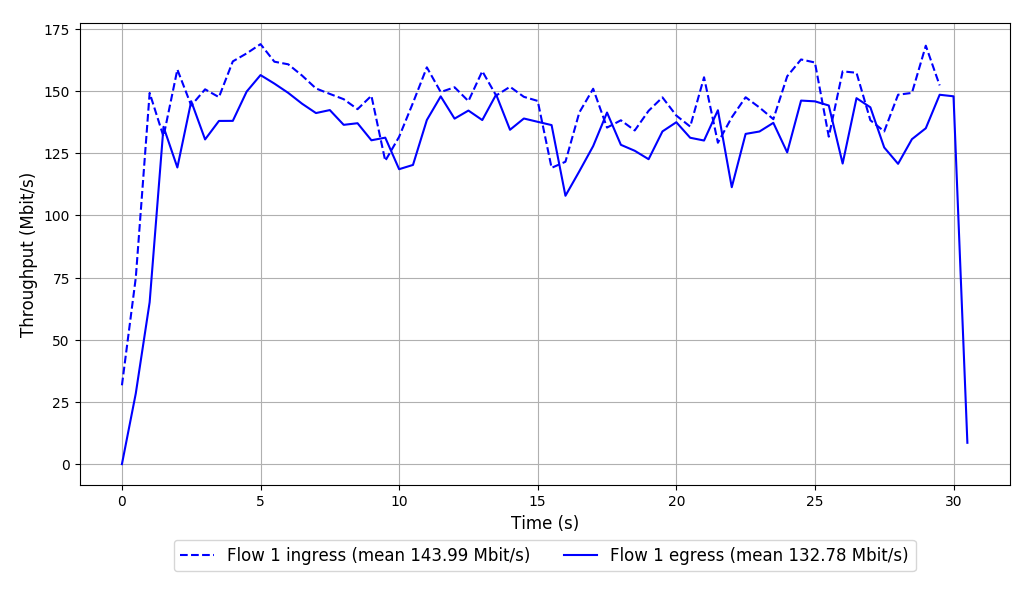 175
150
125
100
75
50
25
0
Throughput (Mbit/s)
0 5 10 15 20 25 30
Time (s)
Flow 1 ingress (mean 143.99 Mbit/s) Flow 1 egress (mean 132.78 Mbit/s)